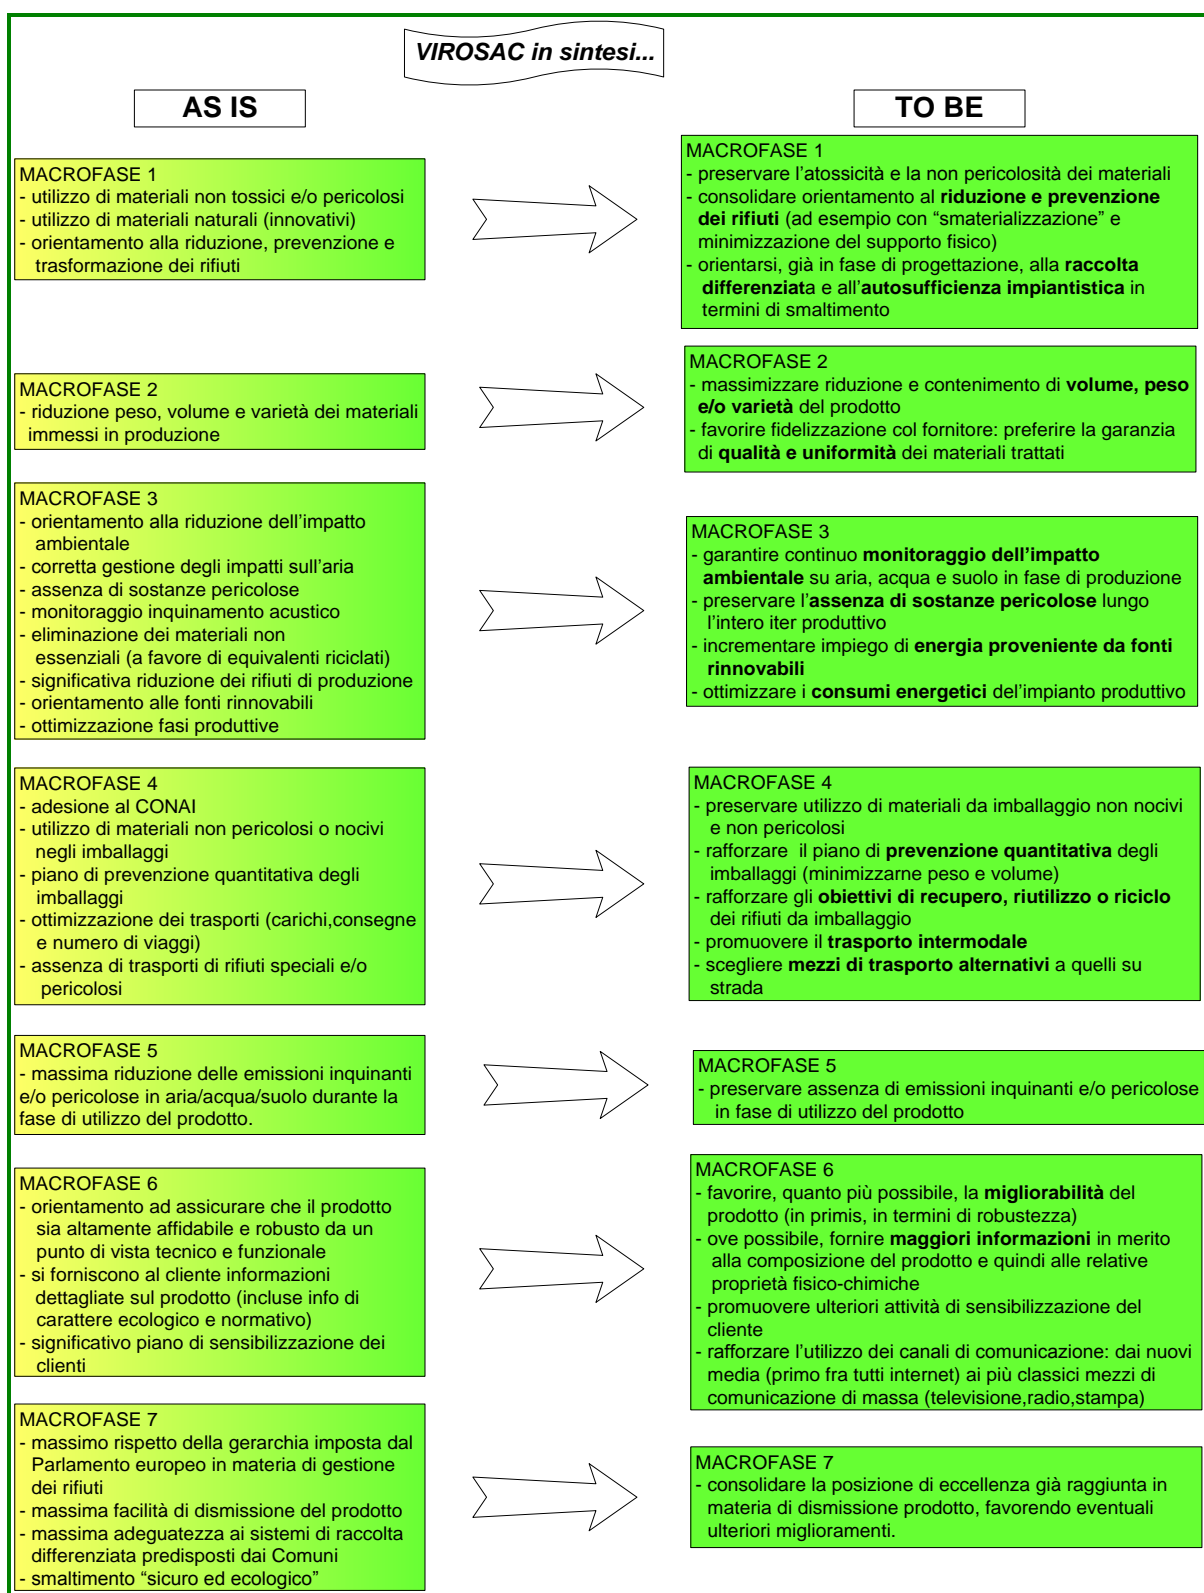 VIROSAC in sintesi...
AS IS
TO BE
MACROFASE 1
- utilizzo di materiali non tossici e/o pericolosi
- utilizzo di materiali naturali (innovativi)
- orientamento alla riduzione, prevenzione e
trasformazione dei rifiuti
MACROFASE 1
- preservare l'atossicità e la non pericolosità dei materiali
- consolidare orientamento al riduzione e prevenzione
dei rifiuti (ad esempio con “smaterializzazione” e
minimizzazione del supporto fisico)
- orientarsi, già in fase di progettazione, alla raccolta
differenziata e all'autosufficienza impiantistica in
termini di smaltimento
MACROFASE 2
- riduzione peso, volume e varietà dei materiali
immessi in produzione
MACROFASE 2
- massimizzare riduzione e contenimento di volume, peso
e/o varietà del prodotto
- favorire fidelizzazione col fornitore: preferire la garanzia
di qualità e uniformità dei materiali trattati
MACROFASE 3
- orientamento alla riduzione dell'impatto
ambientale
- corretta gestione degli impatti sull'aria
- assenza di sostanze pericolose
- monitoraggio inquinamento acustico
- eliminazione dei materiali non
essenziali (a favore di equivalenti riciclati)
- significativa riduzione dei rifiuti di produzione
- orientamento alle fonti rinnovabili
- ottimizzazione fasi produttive
MACROFASE 3
- garantire continuo monitoraggio dell'impatto
ambientale su aria, acqua e suolo in fase di produzione
- preservare l'assenza di sostanze pericolose lungo
l'intero iter produttivo
- incrementare impiego di energia proveniente da fonti
rinnovabili
- ottimizzare i consumi energetici del'impianto produttivo
MACROFASE 4
- adesione al CONAI
- utilizzo di materiali non pericolosi o nocivi
negli imballaggi
- piano di prevenzione quantitativa degli
imballaggi
- ottimizzazione dei trasporti (carichi,consegne
e numero di viaggi)
- assenza di trasporti di rifiuti speciali e/o
pericolosi
MACROFASE 4
- preservare utilizzo di materiali da imballaggio non nocivi
e non pericolosi
- rafforzare il piano di prevenzione quantitativa degli
imballaggi (minimizzarne peso e volume)
- rafforzare gli obiettivi di recupero, riutilizzo o riciclo
dei rifiuti da imballaggio
- promuovere il trasporto intermodale
- scegliere mezzi di trasporto alternativi a quelli su
strada
MACROFASE 5
- massima riduzione delle emissioni inquinanti
e/o pericolose in aria/acqua/suolo durante la
fase di utilizzo del prodotto.
MACROFASE 5
- preservare assenza di emissioni inquinanti e/o pericolose
in fase di utilizzo del prodotto
MACROFASE 6
- orientamento ad assicurare che il prodotto
sia altamente affidabile e robusto da un
punto di vista tecnico e funzionale
- si forniscono al cliente informazioni
dettagliate sul prodotto (incluse info di
carattere ecologico e normativo)
- significativo piano di sensibilizzazione dei
clienti
MACROFASE 6
- favorire, quanto più possibile, la migliorabilità del
prodotto (in primis, in termini di robustezza)
- ove possibile, fornire maggiori informazioni in merito
alla composizione del prodotto e quindi alle relative
proprietà fisico-chimiche
- promuovere ulteriori attività di sensibilizzazione del
cliente
- rafforzare l'utilizzo dei canali di comunicazione: dai nuovi
media (primo fra tutti internet) ai più classici mezzi di
comunicazione di massa (televisione,radio,stampa)
MACROFASE 7
- massimo rispetto della gerarchia imposta dal
Parlamento europeo in materia di gestione
dei rifiuti
- massima facilità di dismissione del prodotto
- massima adeguatezza ai sistemi di raccolta
differenziata predisposti dai Comuni
- smaltimento “sicuro ed ecologico”
MACROFASE 7
- consolidare la posizione di eccellenza già raggiunta in
materia di dismissione prodotto, favorendo eventuali
ulteriori miglioramenti.